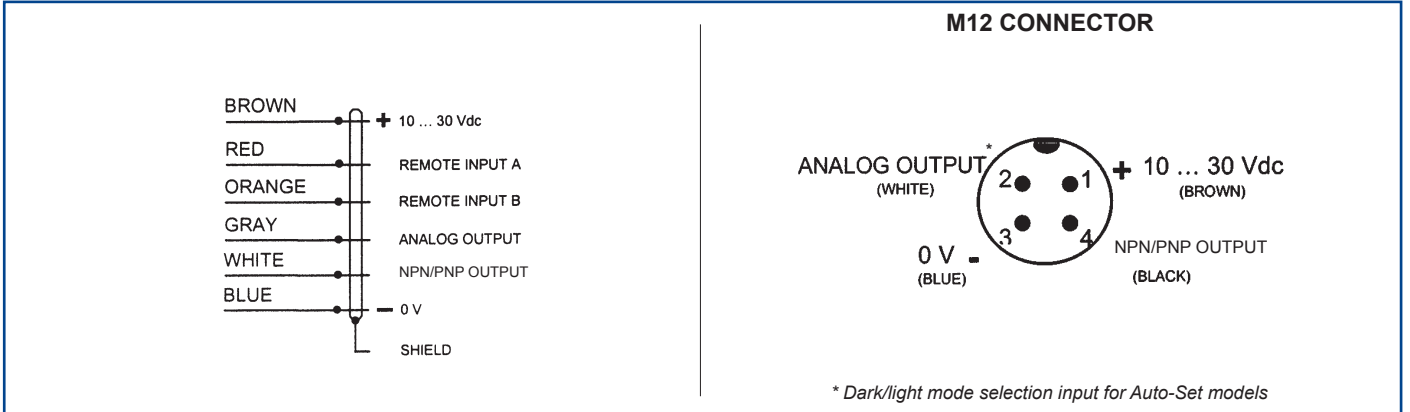 BROWN
+ 10 ... 30 Vdc
RED
REMOTE INPUT A
ORANGE
REMOTE INPUT B
GRAY
ANALOG OUTPUT
WHITE
NPN/PNP OUTPUT
BLUE
- 0 V
SHIELD
M12 CONNECTOR
ANALOG OUTPUT*
(WHITE)
2
1
+ 10 ... 30 Vdc
(BROWN)
3
4
0 V -
(BLUE)
NPN/PNP OUTPUT
(BLACK)
* Dark/light mode selection input for Auto-Set models